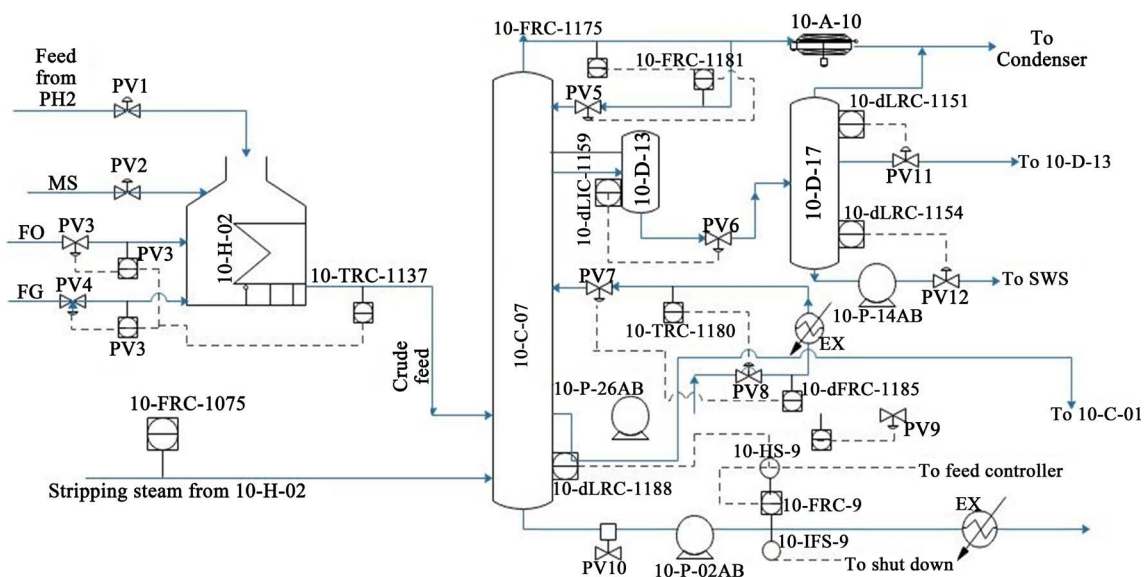 10-FRC-1175
10-A-10
Feed
from
PH2
PV1
10-FRC-1181
To
Condenser
PV5
10-dLRC-1151
MS
PV2
10-dLIC-1159
10-D-13
10-D-17
PV11
To 10-D-13
FO
PV3
PV3
10-H-02
10-dLRC-1154
PV6
10-TRC-1137
FG
PV4
PV3
PV7
To SWS
PV12
10-P-14AB
10-TRC-1180
EX
10-C-07
Crude
feed
10-P-26AB
PV8
10-dFRC-1185
10-FRC-1075
To 10-C-01
PV9
10-HS-9
To feed controller
Stripping steam from 10-H-02
10-dLRC-1188
10-FRC-9
EX
10-IFS-9
To shut down
PV10
10-P-02AB